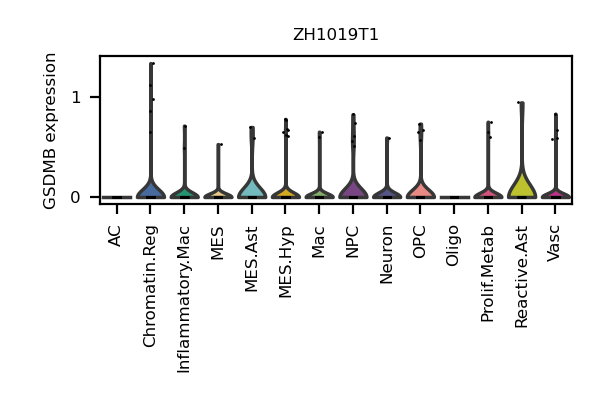 ZH1019T1
GSDMB expression
1
0
AC
Chromatin.Reg
Inflammatory.Mac
MES
MES.Ast
MES.Hyp
Mac
NPC
Neuron
OPC
Oligo
Prolif.Metab
Reactive.Ast
Vasc